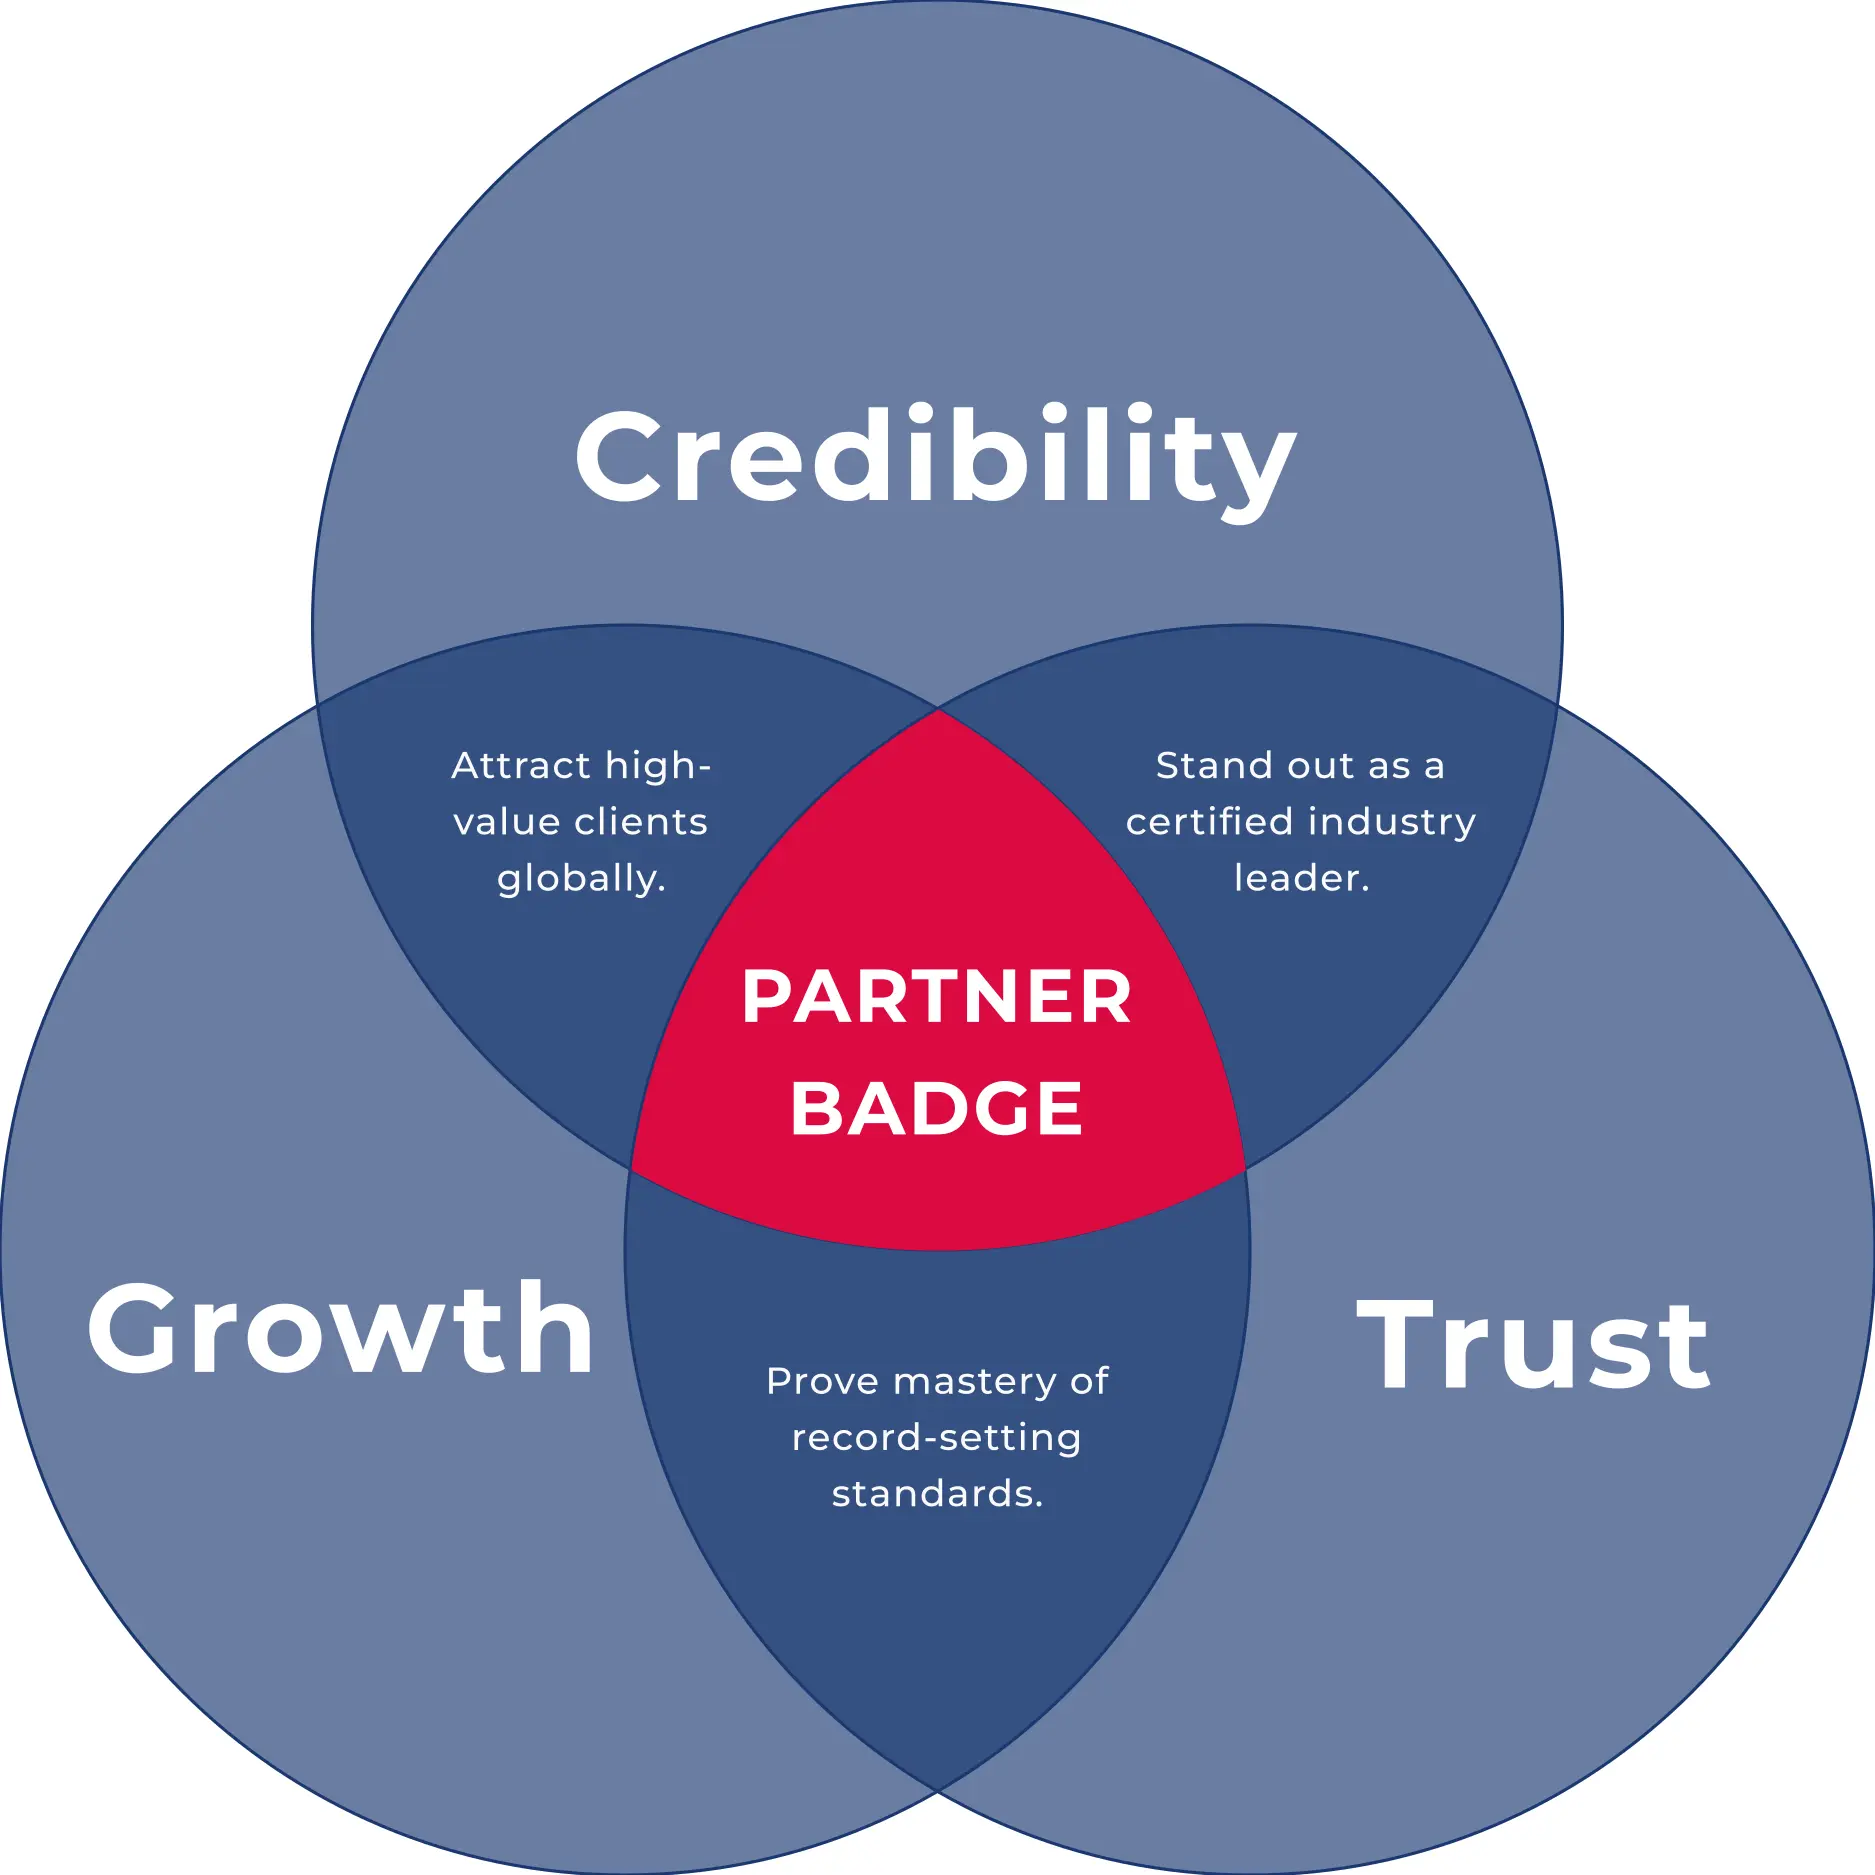 Credibility
Attract high-
value clients
globally.
Stand out as a
certified industry
leader.
PARTNER
BADGE
Growth
Trust
Prove mastery of
record-setting
standards.